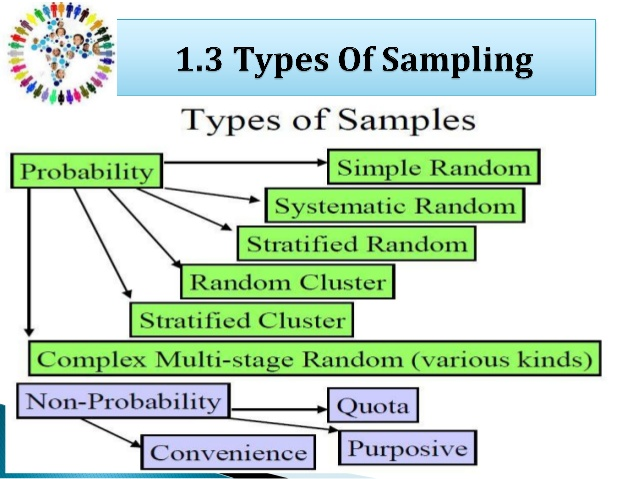 1.3 Types Of Sampling
Types of Samples
Probability
Simple Random
Systematic Random
Stratified Random
Random Cluster
Stratified Cluster
Complex Multi-stage Random (various kinds)
Non-Probability
Quota
Purposive
Convenience